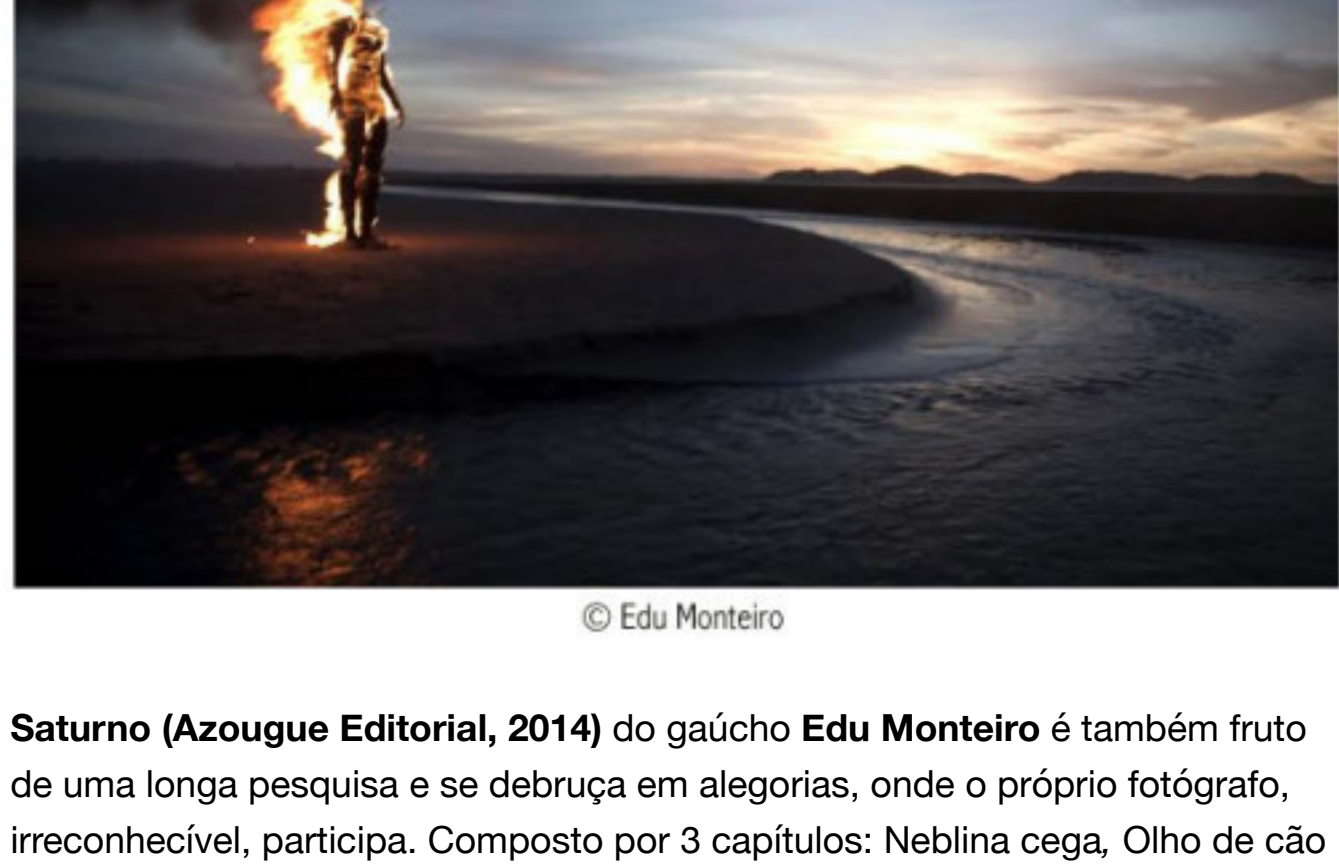 © Edu Monteiro
Saturno (Azougue Editorial, 2014) do gaúcho Edu Monteiro é também fruto
de uma longa pesquisa e se debruça em alegorias, onde o próprio fotógrafo,
irreconhecível, participa. Composto por 3 capítulos: Neblina cega, Olho de cão